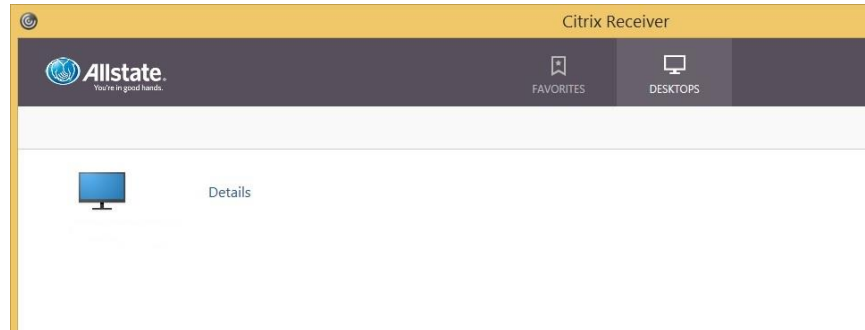 Citrix Receiver
Allstate.
You're in good hands.
FAVORITES
DESKTOPS
Details